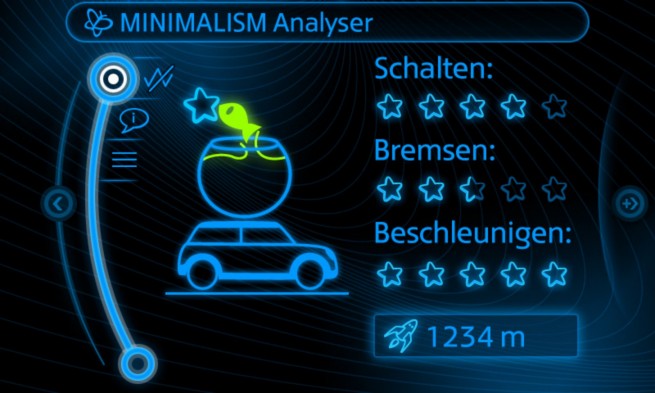 MINIMALISM Analyser
Schalten:
Bremsen:
Beschleunigen:
1234 m